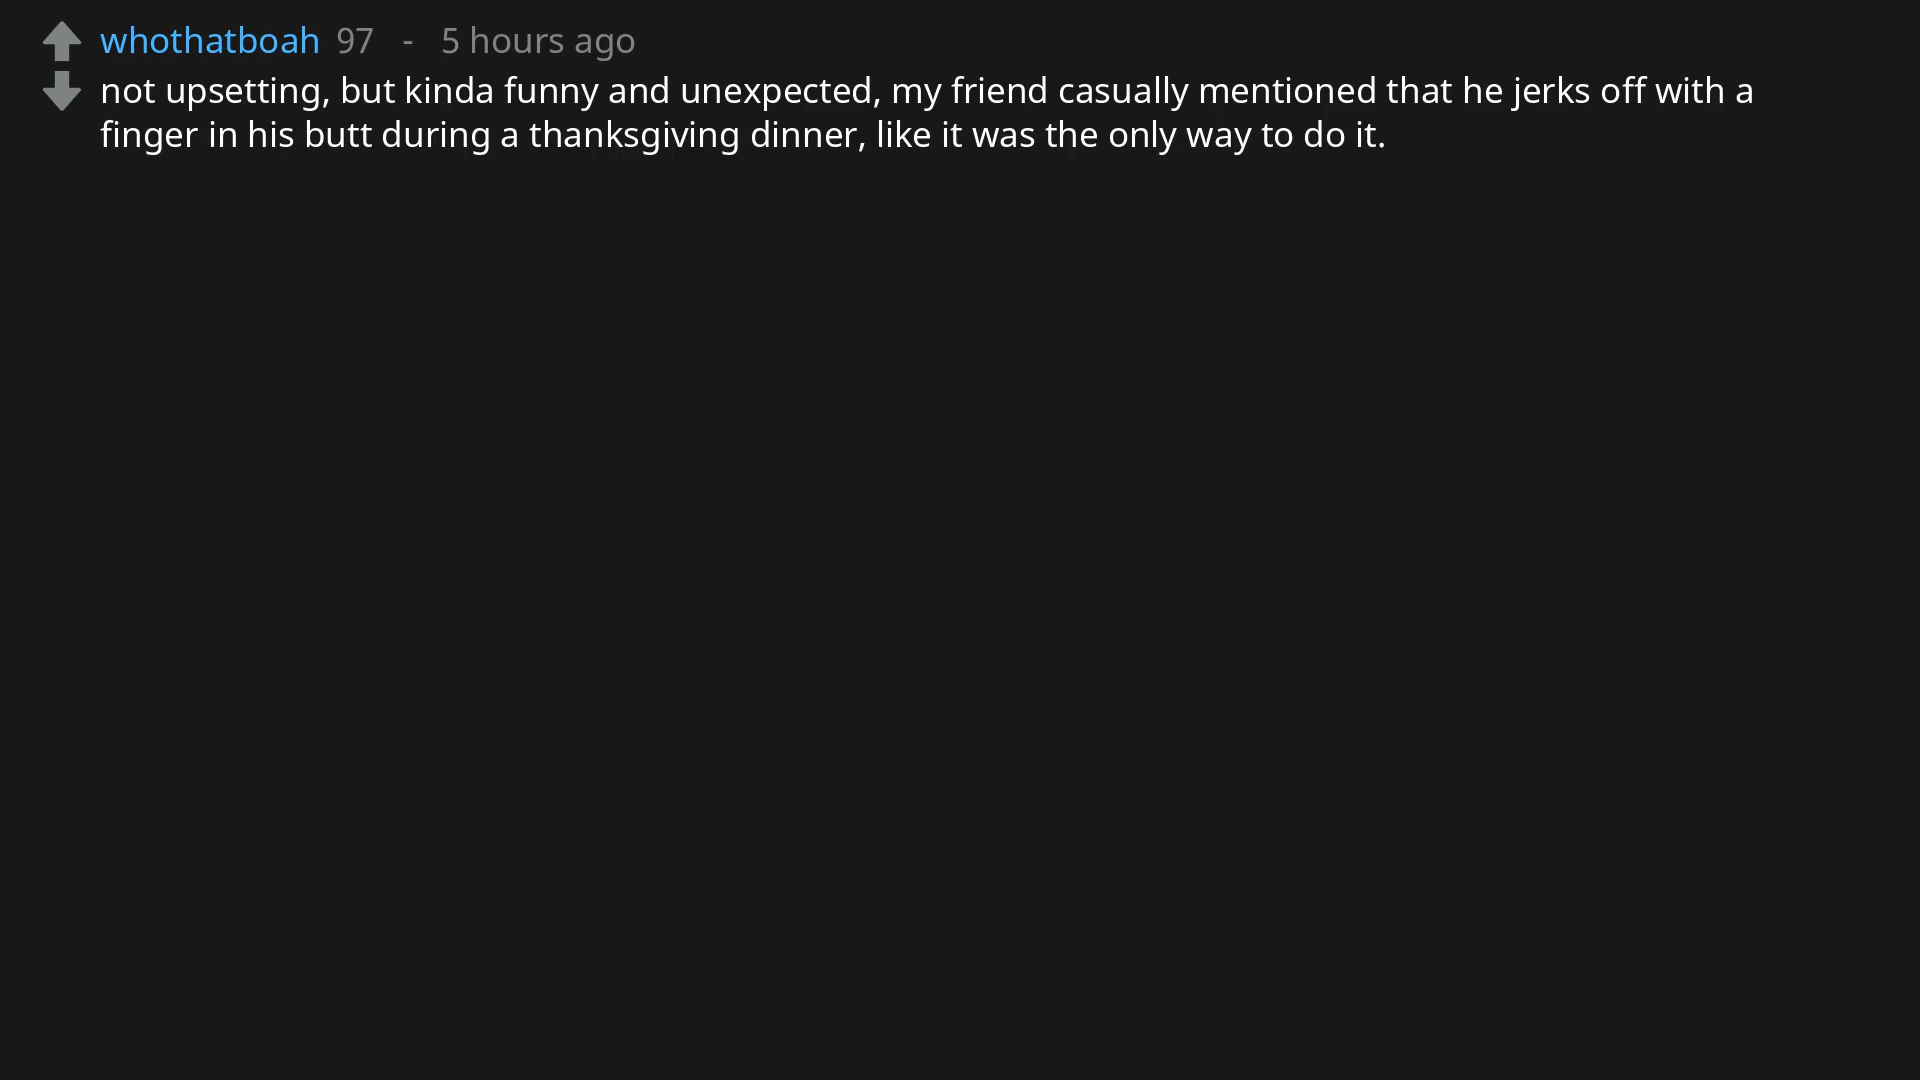 whothatboah 97 - 5 hours ago
not upsetting, but kinda funny and unexpected, my friend casually mentioned that he jerks off with a
finger in his butt during a thanksgiving dinner, like it was the only way to do it.